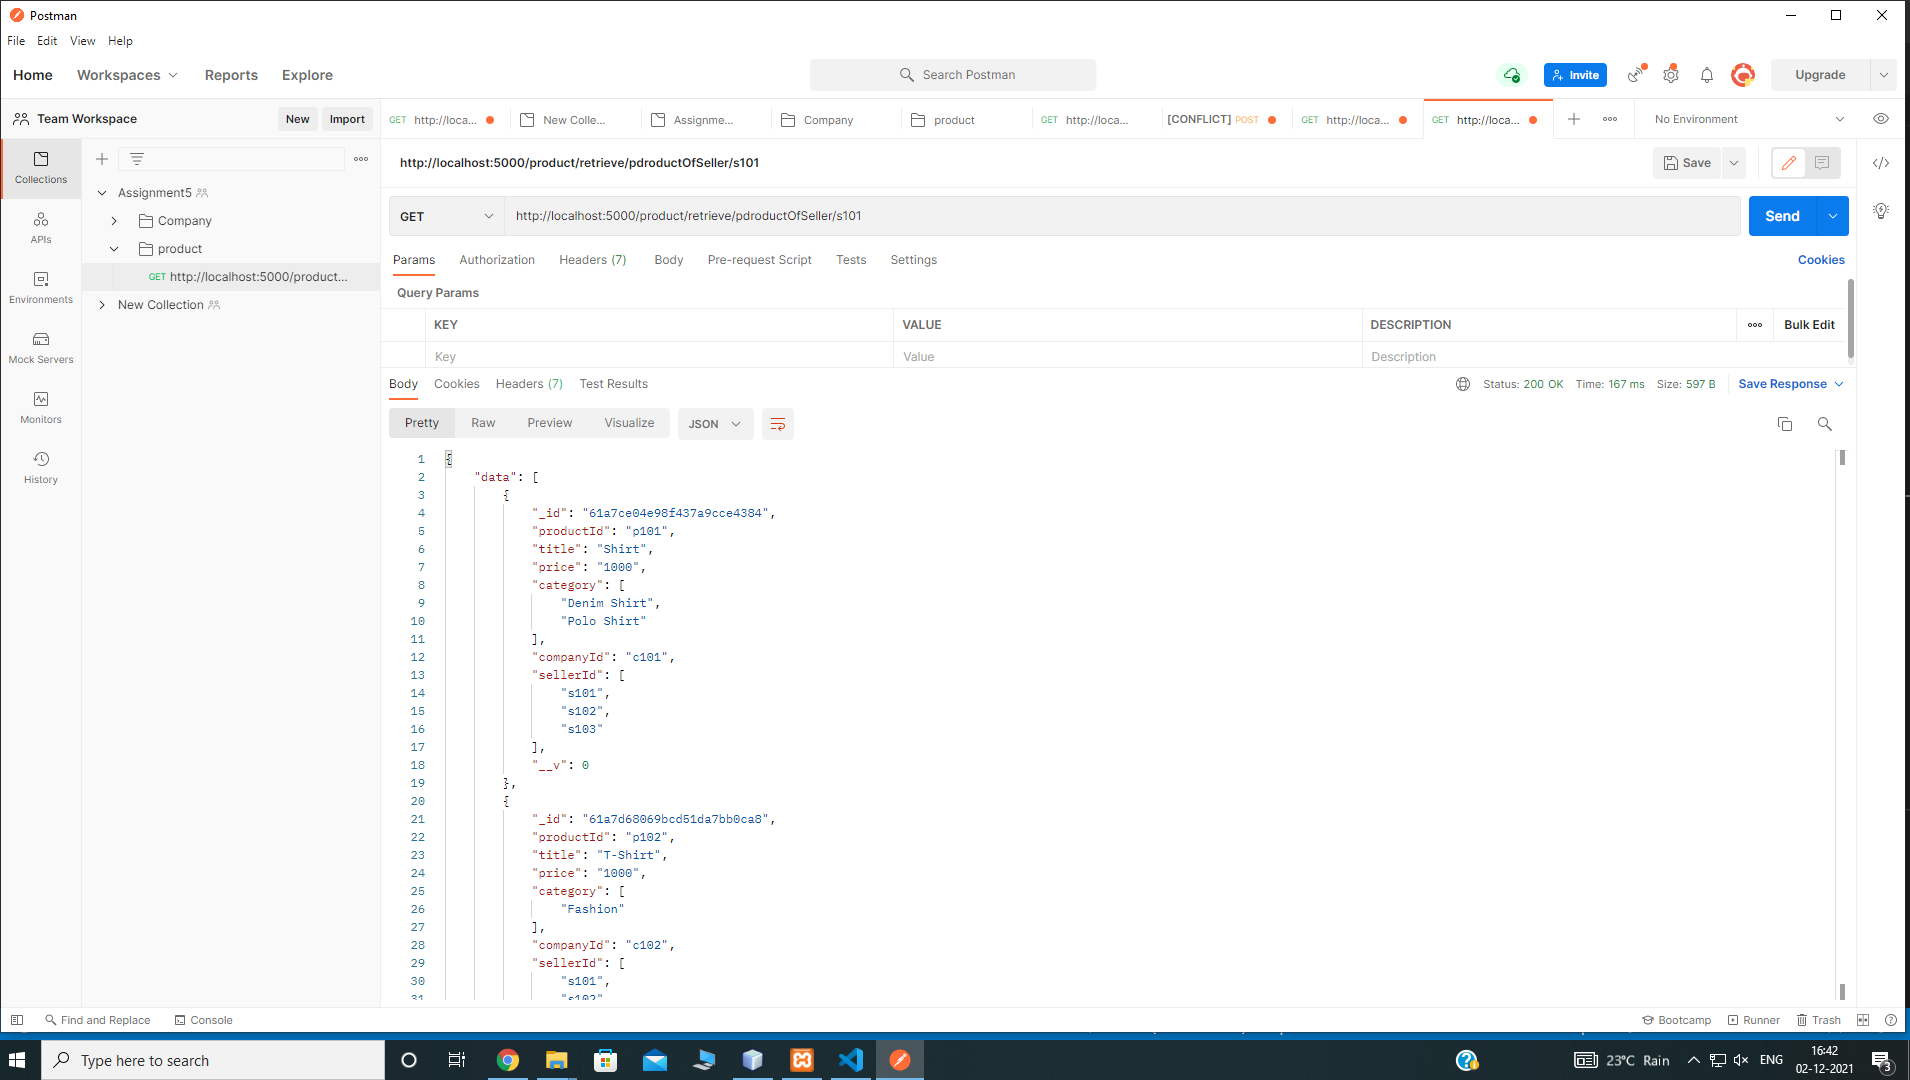 Postman
File Edit View Help
Home Workspaces Reports Explore Search Postman Invite Upgrade
Team Workspace New Import
GET http://loca... New Colle... Assignme... Company product GET http://loca... [CONFLICT] POST GET http://loca... GET http://loca... No Environment
Collections
APIs
Environments
Mock Servers
Monitors
History
Assignment5
Company
product
GET http://localhost:5000/product...
New Collection
http://localhost:5000/product/retrieve/pdroductOfSeller/s101 Save
GET http://localhost:5000/product/retrieve/pdroductOfSeller/s101 Send
Params Authorization Headers (7) Body Pre-request Script Tests Settings Cookies
Query Params
KEY VALUE DESCRIPTION Bulk Edit
Key Value Description
Body Cookies Headers (7) Test Results Status: 200 OK Time: 167 ms Size: 597 B Save Response
Pretty Raw Preview Visualize JSON
1 {
2 "data": [
3 {
4 "_id": "61a7ce04e98f437a9cce4384",
5 "productId": "p101",
6 "title": "Shirt",
7 "price": "1000",
8 "category": [
9 "Denim Shirt",
10 "Polo Shirt"
11 ],
12 "companyId": "c101",
13 "sellerId": [
14 "s101",
15 "s102",
16 "s103"
17 ],
18 "__v": 0
19 },
20 {
21 "_id": "61a7d68069bcd51da7bb0ca8",
22 "productId": "p102",
23 "title": "T-Shirt",
24 "price": "1000",
25 "category": [
26 "Fashion"
27 ],
28 "companyId": "c102",
29 "sellerId": [
30 "s101",
31 "s102"
Find and Replace Console Bootcamp Runner Trash
Type here to search 23°C Rain ENG 16:42
02-12-2021 3